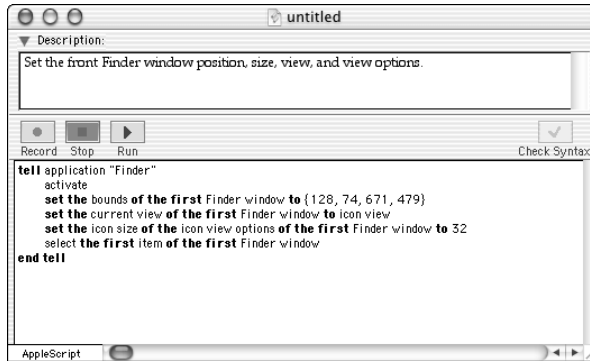 untitled
Description:
Set the front Finder window position, size, view, and view options.
Record Stop Run Check Syntax
tell application "Finder"
activate
set the bounds of the first Finder window to {128, 74, 671, 479}
set the current view of the first Finder window to icon view
set the icon size of the icon view options of the first Finder window to 32
select the first item of the first Finder window
end tell
AppleScript